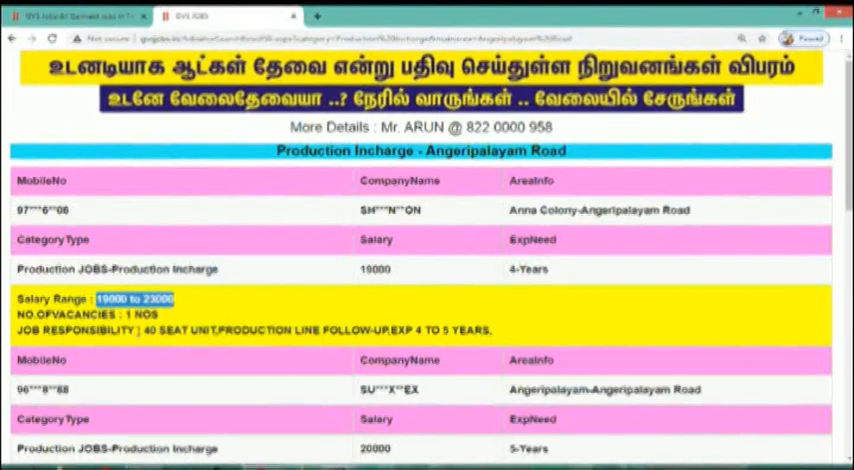 GVS JOBS
Not secure
Paused
உடனடியாக ஆட்கள் தேவை என்று பதிவு செய்துள்ள நிறுவனங்கள் விபரம்
உடனே வேலைதேவையா ..? நேரில் வாருங்கள் .. வேலையில் சேருங்கள்
More Details : Mr. ARUN @ 822 0000 958
Production Incharge - Angeripalayam Road
MobileNo CompanyName AreaInfo
97***6**06 SH***N**ON Anna Colony-Angeripalayam Road
CategoryType Salary ExpNeed
Production JOBS-Production Incharge 19000 4-Years
Salary Range : 19000 to 23000
NO.OFVACANCIES : 1 NOS
JOB RESPONSIBILITY : 40 SEAT UNIT,PRODUCTION LINE FOLLOW-UP,EXP 4 TO 5 YEARS.
MobileNo CompanyName AreaInfo
96***8**68 SU***X**EX Angeripalayam-Angeripalayam Road
CategoryType Salary ExpNeed
Production JOBS-Production Incharge 20000 5-Years